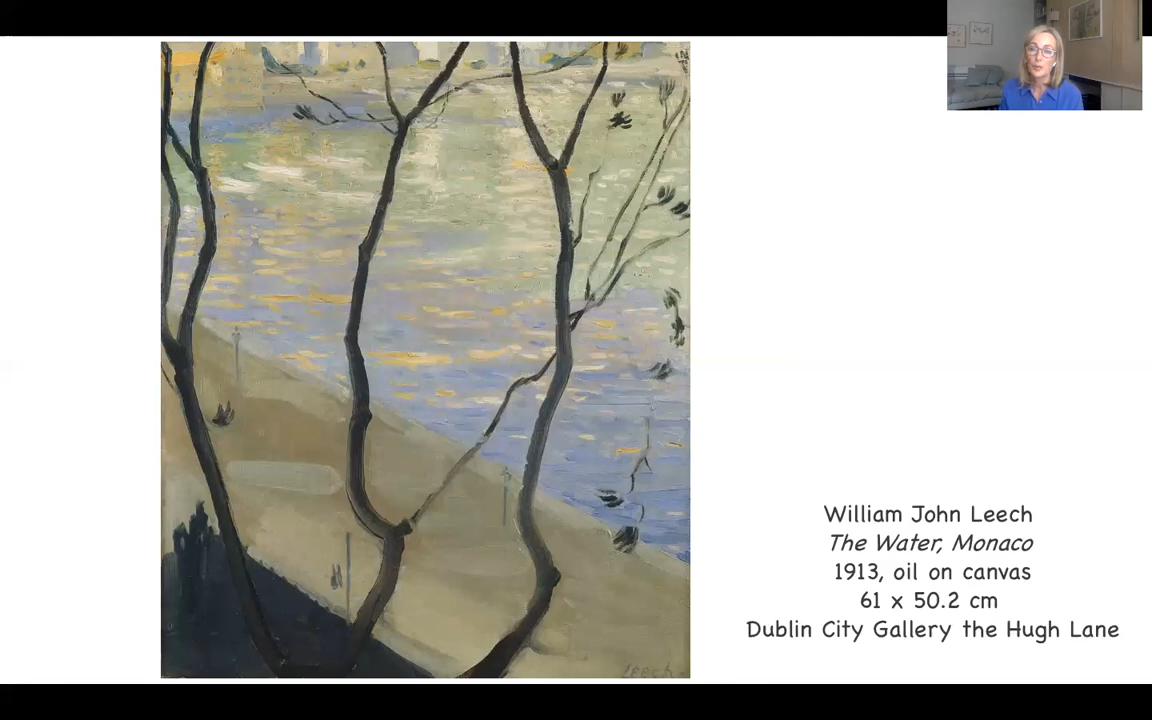 Leech
William John Leech
The Water, Monaco
1913, oil on canvas
61 x 50.2 cm
Dublin City Gallery the Hugh Lane